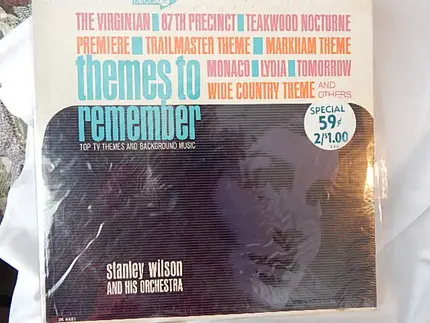 DECCA
THE VIRGINIAN 87TH PRECINCT TEAKWOOD NOCTURNE
PREMIERE TRAILMASTER THEME MARKHAM THEME
themes to
remember
MONACO LYDIA TOMORROW
WIDE COUNTRY THEME AND OTHERS
TOP TV THEMES AND BACKGROUND MUSIC
SPECIAL
59¢
2/$1.00
stanley wilson
AND HIS ORCHESTRA